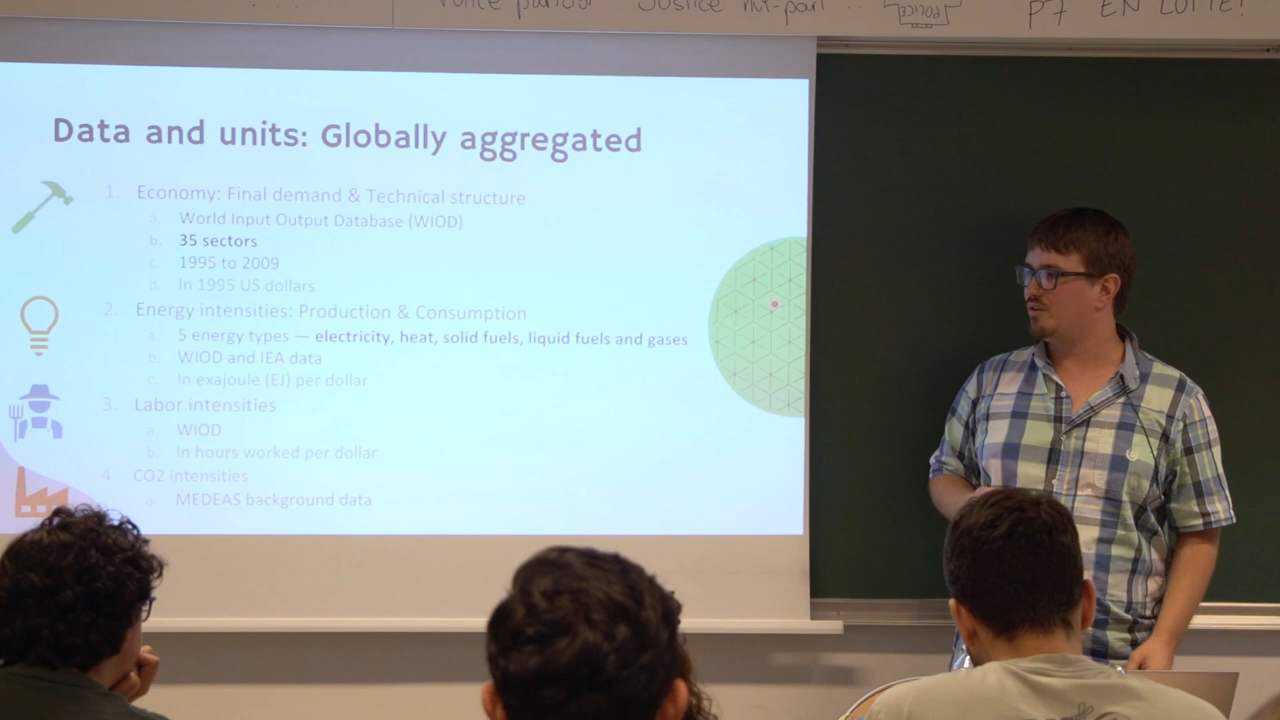 Justice
POLICE
P7 EN LUTTE!
Data and units: Globally aggregated
1. Economy: Final demand & Technical structure
a. World Input Output Database (WIOD)
b. 35 sectors
c. 1995 to 2009
d. In 1995 US dollars
2. Energy intensities: Production & Consumption
a. 5 energy types — electricity, heat, solid fuels, liquid fuels and gases
b. WIOD and IEA data
c. In exajoule (EJ) per dollar
3. Labor intensities
a. WIOD
b. In hours worked per dollar
4. CO2 intensities
a. MEDEAS background data